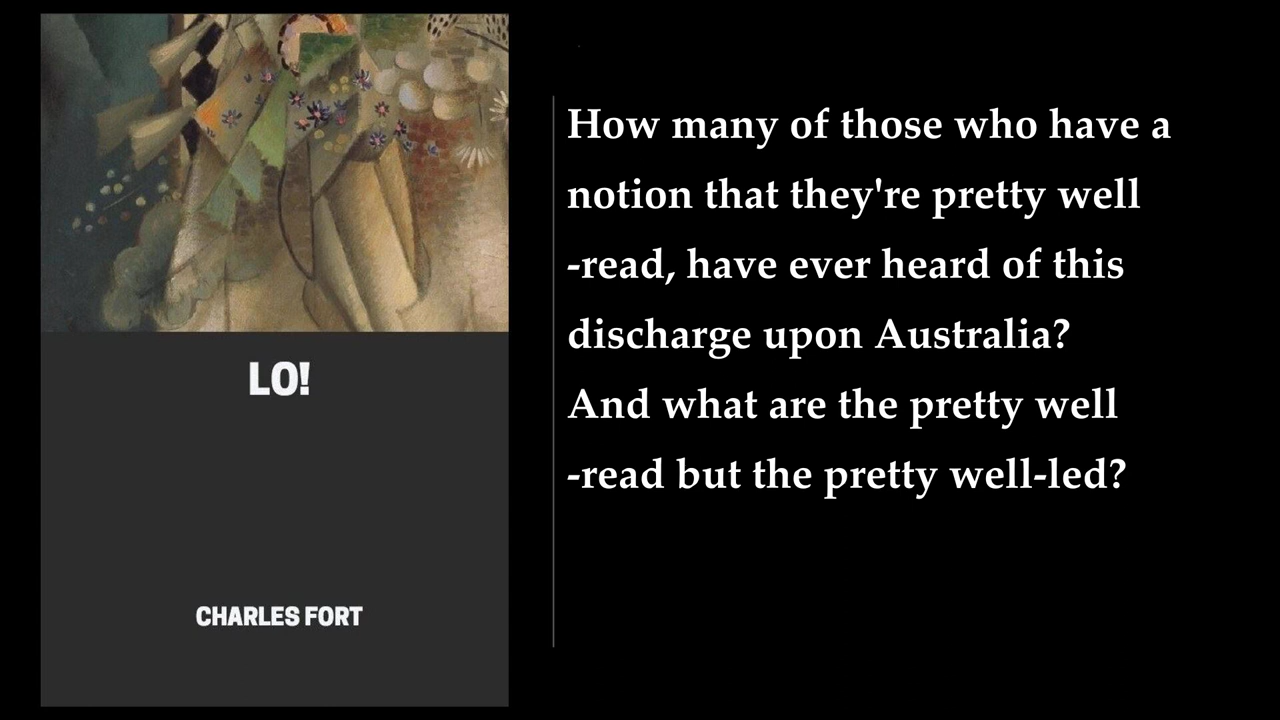 LO!
CHARLES FORT
How many of those who have a
notion that they're pretty well
-read, have ever heard of this
discharge upon Australia?
And what are the pretty well
-read but the pretty well-led?